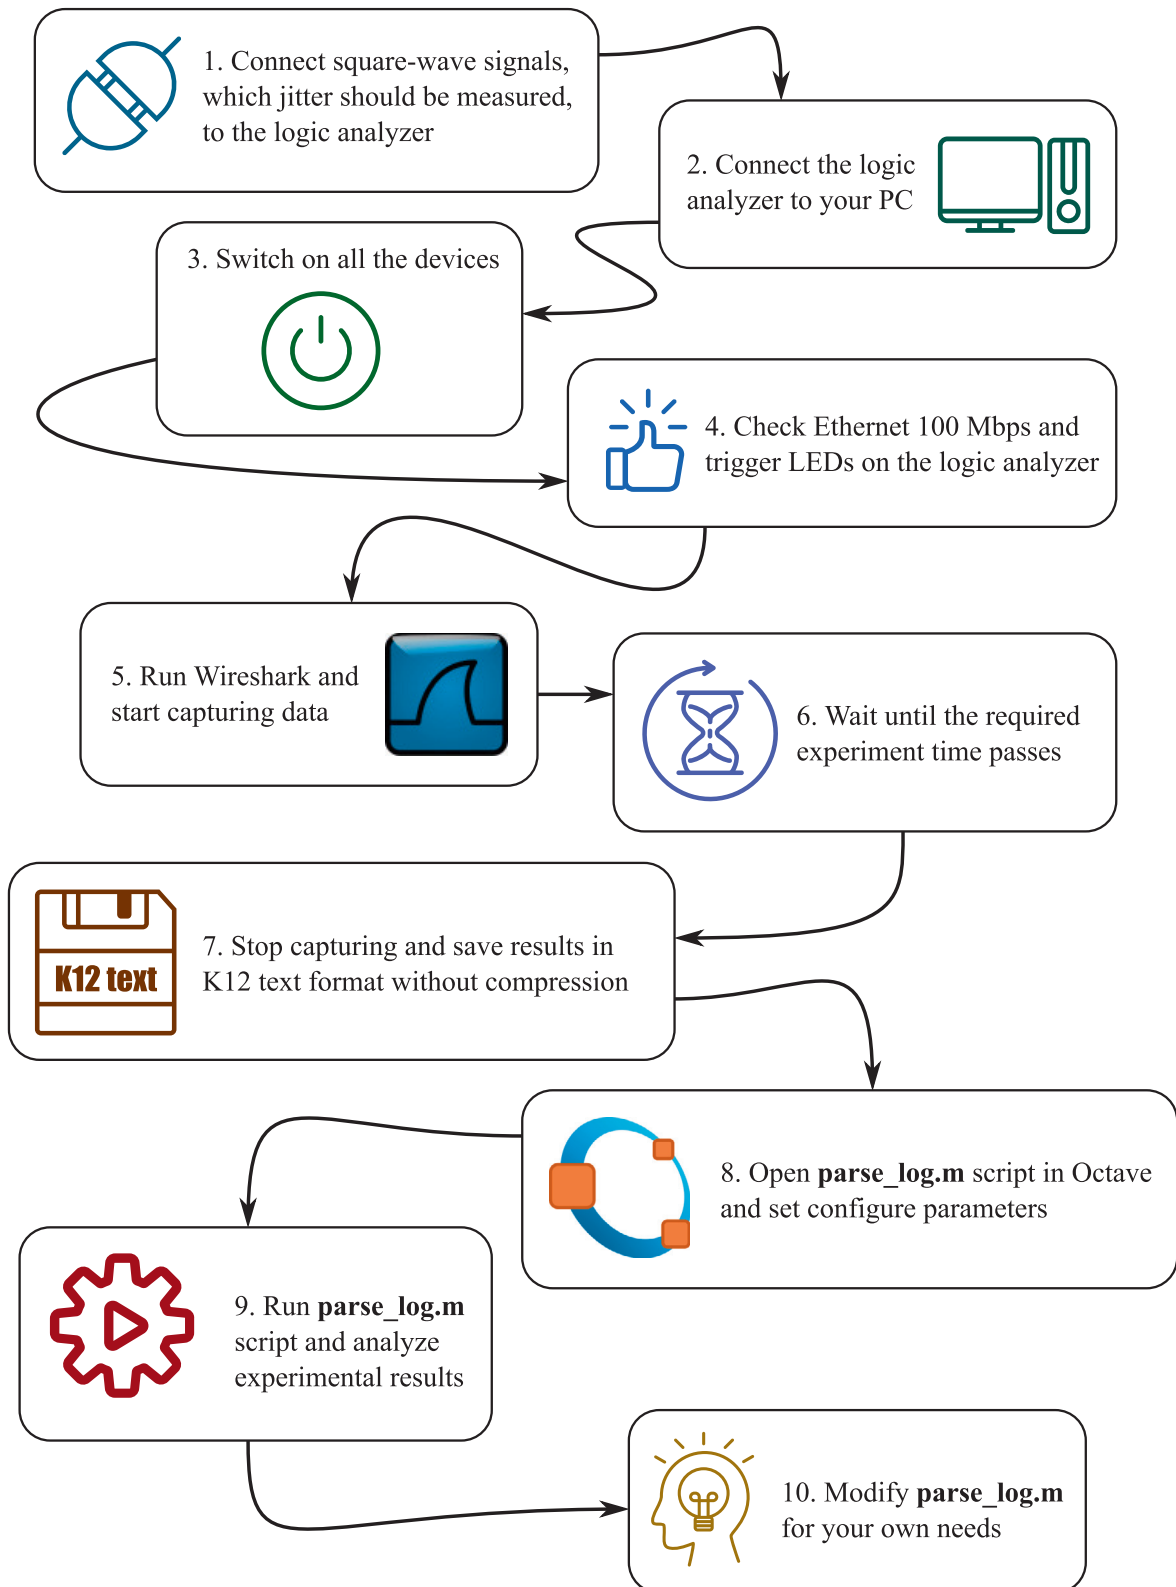 1. Connect square-wave signals,
which jitter should be measured,
to the logic analyzer
2. Connect the logic
analyzer to your PC
3. Switch on all the devices
4. Check Ethernet 100 Mbps and
trigger LEDs on the logic analyzer
5. Run Wireshark and
start capturing data
6. Wait until the required
experiment time passes
K12 text
7. Stop capturing and save results in
K12 text format without compression
8. Open parse_log.m script in Octave
and set configure parameters
9. Run parse_log.m
script and analyze
experimental results
10. Modify parse_log.m
for your own needs